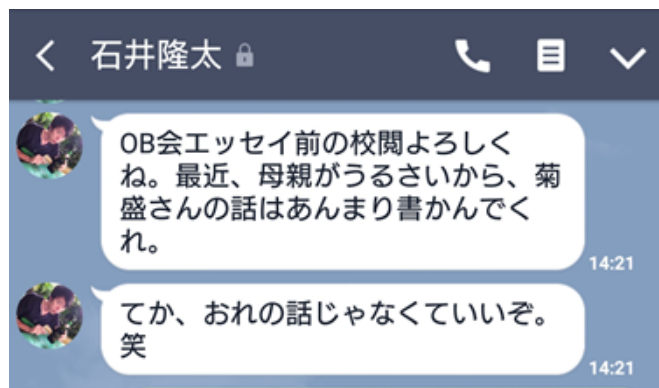 石井隆太
OB会エッセイ前の校閲よろしく
ね。最近、母親がうるさいから、菊
盛さんの話はあんまり書かんでく
れ。
14:21
てか、おれの話じゃなくていいぞ。
笑
14:21